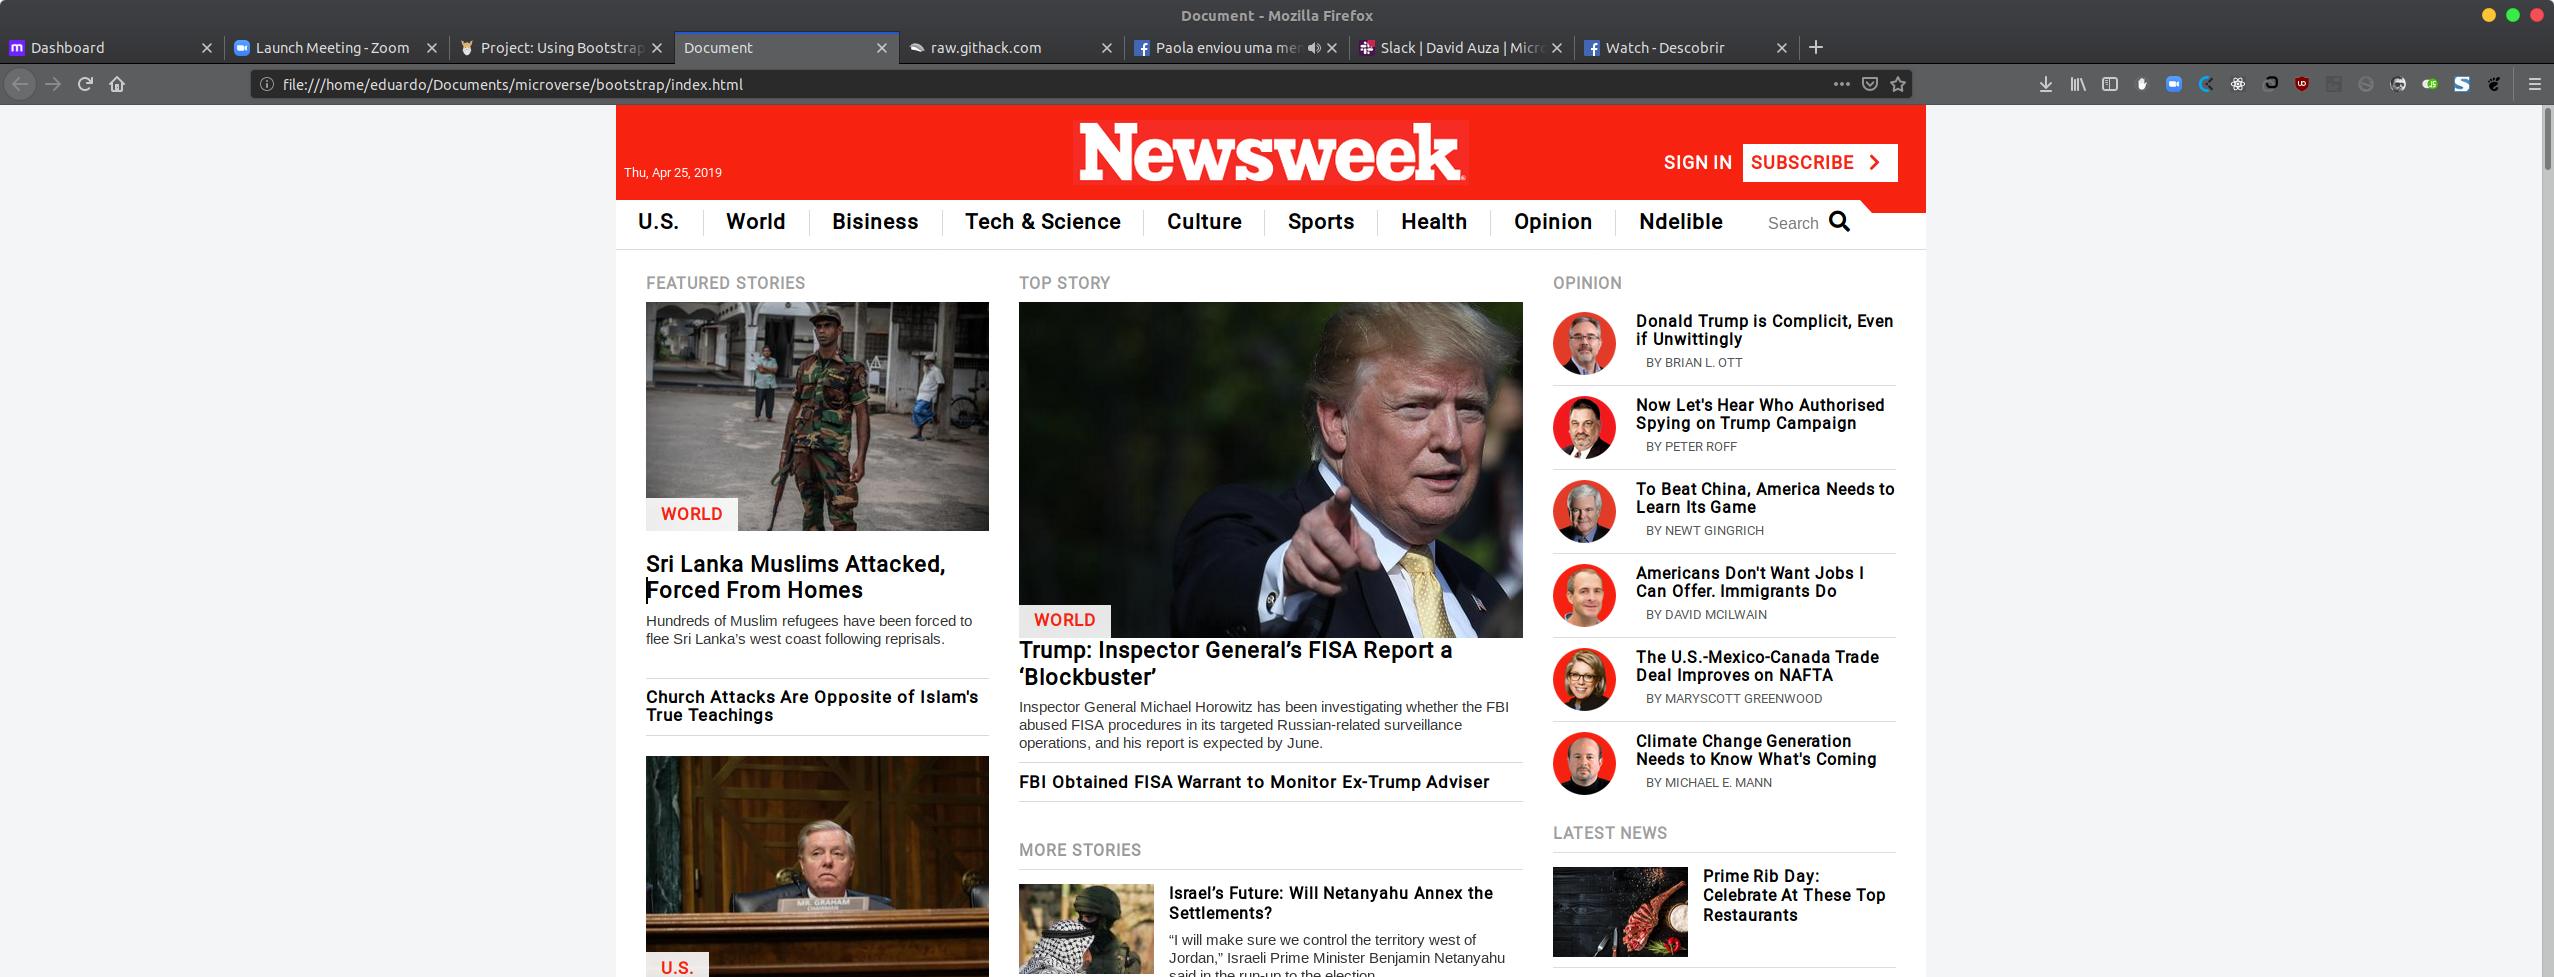 Document - Mozilla Firefox
Dashboard
Launch Meeting - Zoom
Project: Using Bootstrap
Document
raw.githack.com
Paola enviou uma men
Slack | David Auza | Micro
Watch - Descobrir
file:///home/eduardo/Documents/microverse/bootstrap/index.html
Thu, Apr 25, 2019
Newsweek
SIGN IN
SUBSCRIBE
U.S.
World
Bisiness
Tech & Science
Culture
Sports
Health
Opinion
Ndelible
Search
FEATURED STORIES
WORLD
Sri Lanka Muslims Attacked,
Forced From Homes
Hundreds of Muslim refugees have been forced to
flee Sri Lanka’s west coast following reprisals.
Church Attacks Are Opposite of Islam's
True Teachings
MR. GRAHAM
CHAIRMAN
U.S.
TOP STORY
WORLD
Trump: Inspector General’s FISA Report a
‘Blockbuster’
Inspector General Michael Horowitz has been investigating whether the FBI
abused FISA procedures in its targeted Russian-related surveillance
operations, and his report is expected by June.
FBI Obtained FISA Warrant to Monitor Ex-Trump Adviser
MORE STORIES
Israel’s Future: Will Netanyahu Annex the
Settlements?
“I will make sure we control the territory west of
Jordan,” Israeli Prime Minister Benjamin Netanyahu
said in the run-up to the election.
OPINION
Donald Trump is Complicit, Even
if Unwittingly
BY BRIAN L. OTT
Now Let's Hear Who Authorised
Spying on Trump Campaign
BY PETER ROFF
To Beat China, America Needs to
Learn Its Game
BY NEWT GINGRICH
Americans Don't Want Jobs I
Can Offer. Immigrants Do
BY DAVID MCILWAIN
The U.S.-Mexico-Canada Trade
Deal Improves on NAFTA
BY MARYSCOTT GREENWOOD
Climate Change Generation
Needs to Know What's Coming
BY MICHAEL E. MANN
LATEST NEWS
Prime Rib Day:
Celebrate At These Top
Restaurants